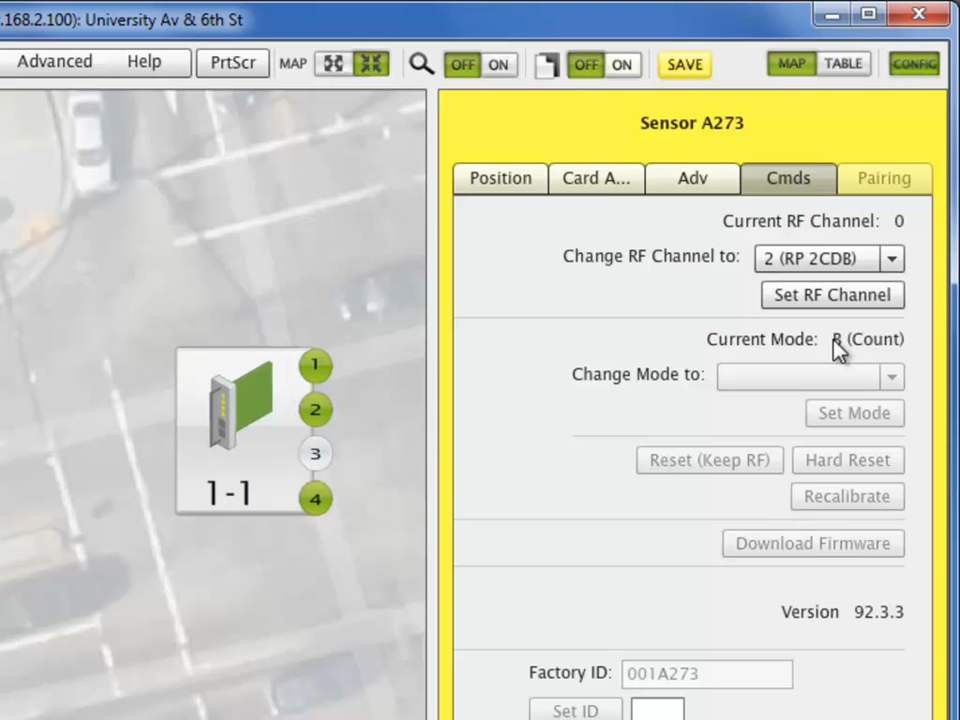 .168.2.100): University Av & 6th St
Advanced Help PrtScr MAP OFF ON OFF ON SAVE MAP TABLE CONFIG
Sensor A273
Position Card A... Adv Cmds Pairing
Current RF Channel: 0
Change RF Channel to: 2 (RP 2CDB)
Set RF Channel
Current Mode: (Count)
Change Mode to:
Set Mode
Reset (Keep RF) Hard Reset
Recalibrate
Download Firmware
Version 92.3.3
Factory ID: 001A273
Set ID
1
2
3
4
1-1